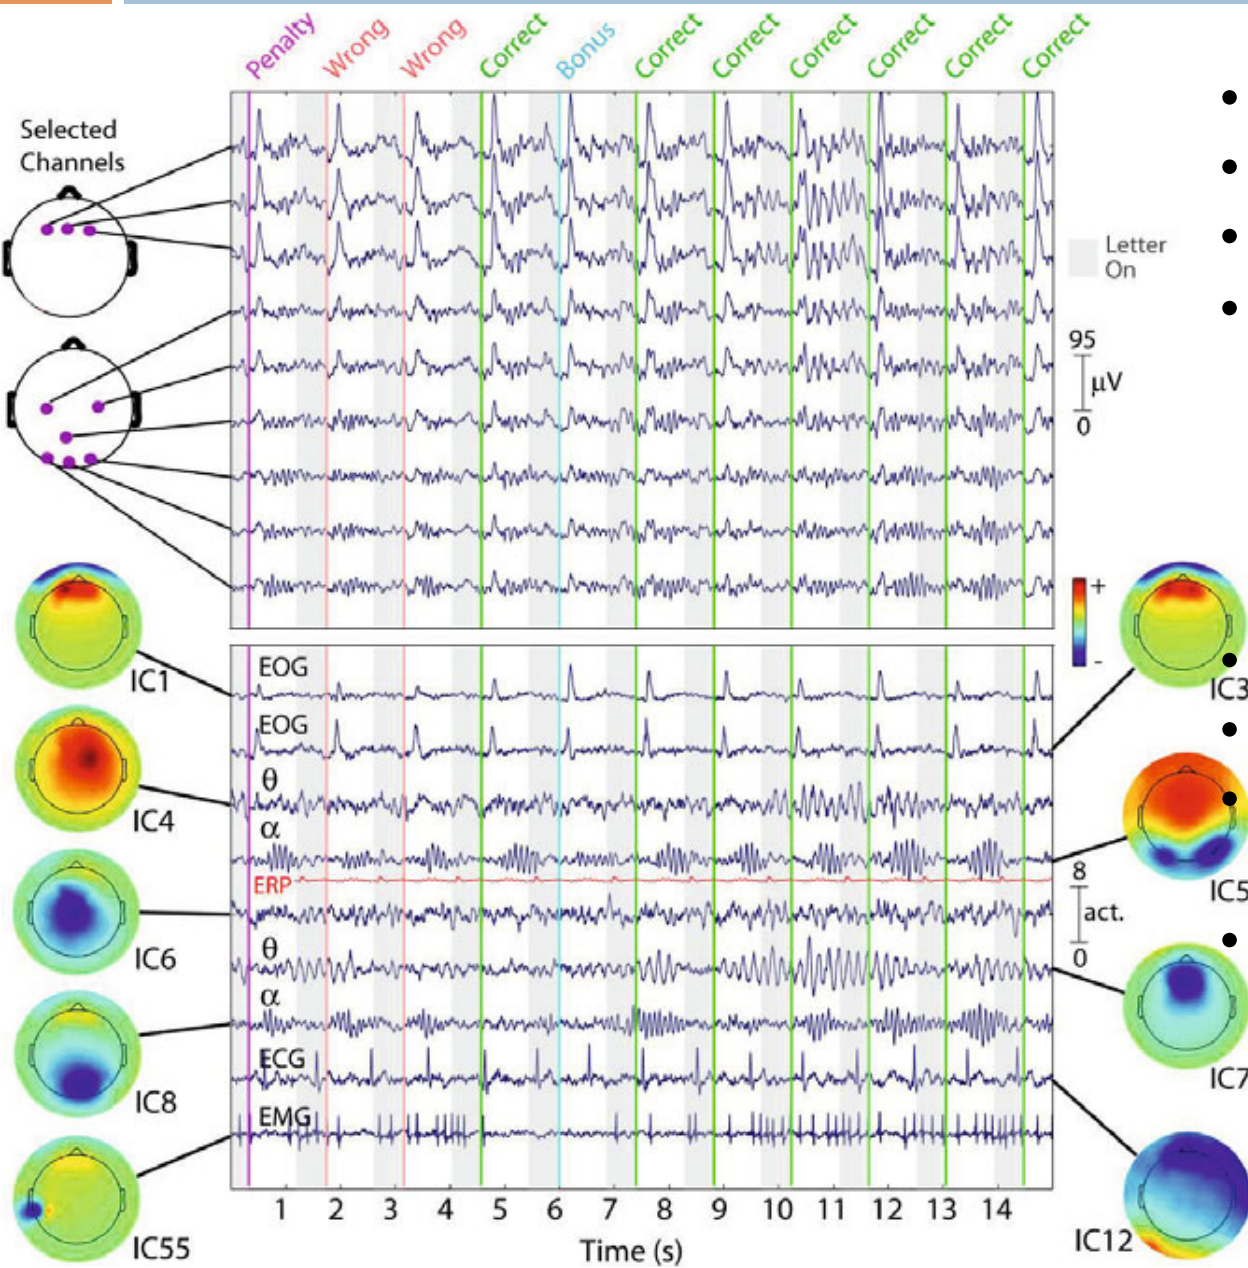 Penalty Wrong Wrong Correct Bonus Correct Correct Correct Correct Correct Correct
Selected
Channels
Letter
On
95
μV
0
+
-
EOG
IC1
IC3
EOG
θ
IC4
α
8
ERP
IC5
act.
IC6
θ
0
α
ECG
IC7
IC8
EMG
1 2 3 4 5 6 7 8 9 10 11 12 13 14
IC55
Time (s)
IC12